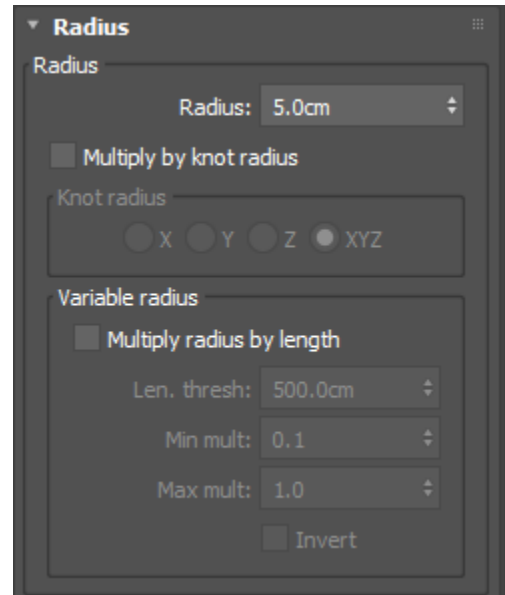 Radius
Radius
Radius: 5.0cm
Multiply by knot radius
Knot radius
X Y Z XYZ
Variable radius
Multiply radius by length
Len. thresh: 500.0cm
Min mult: 0.1
Max mult: 1.0
Invert